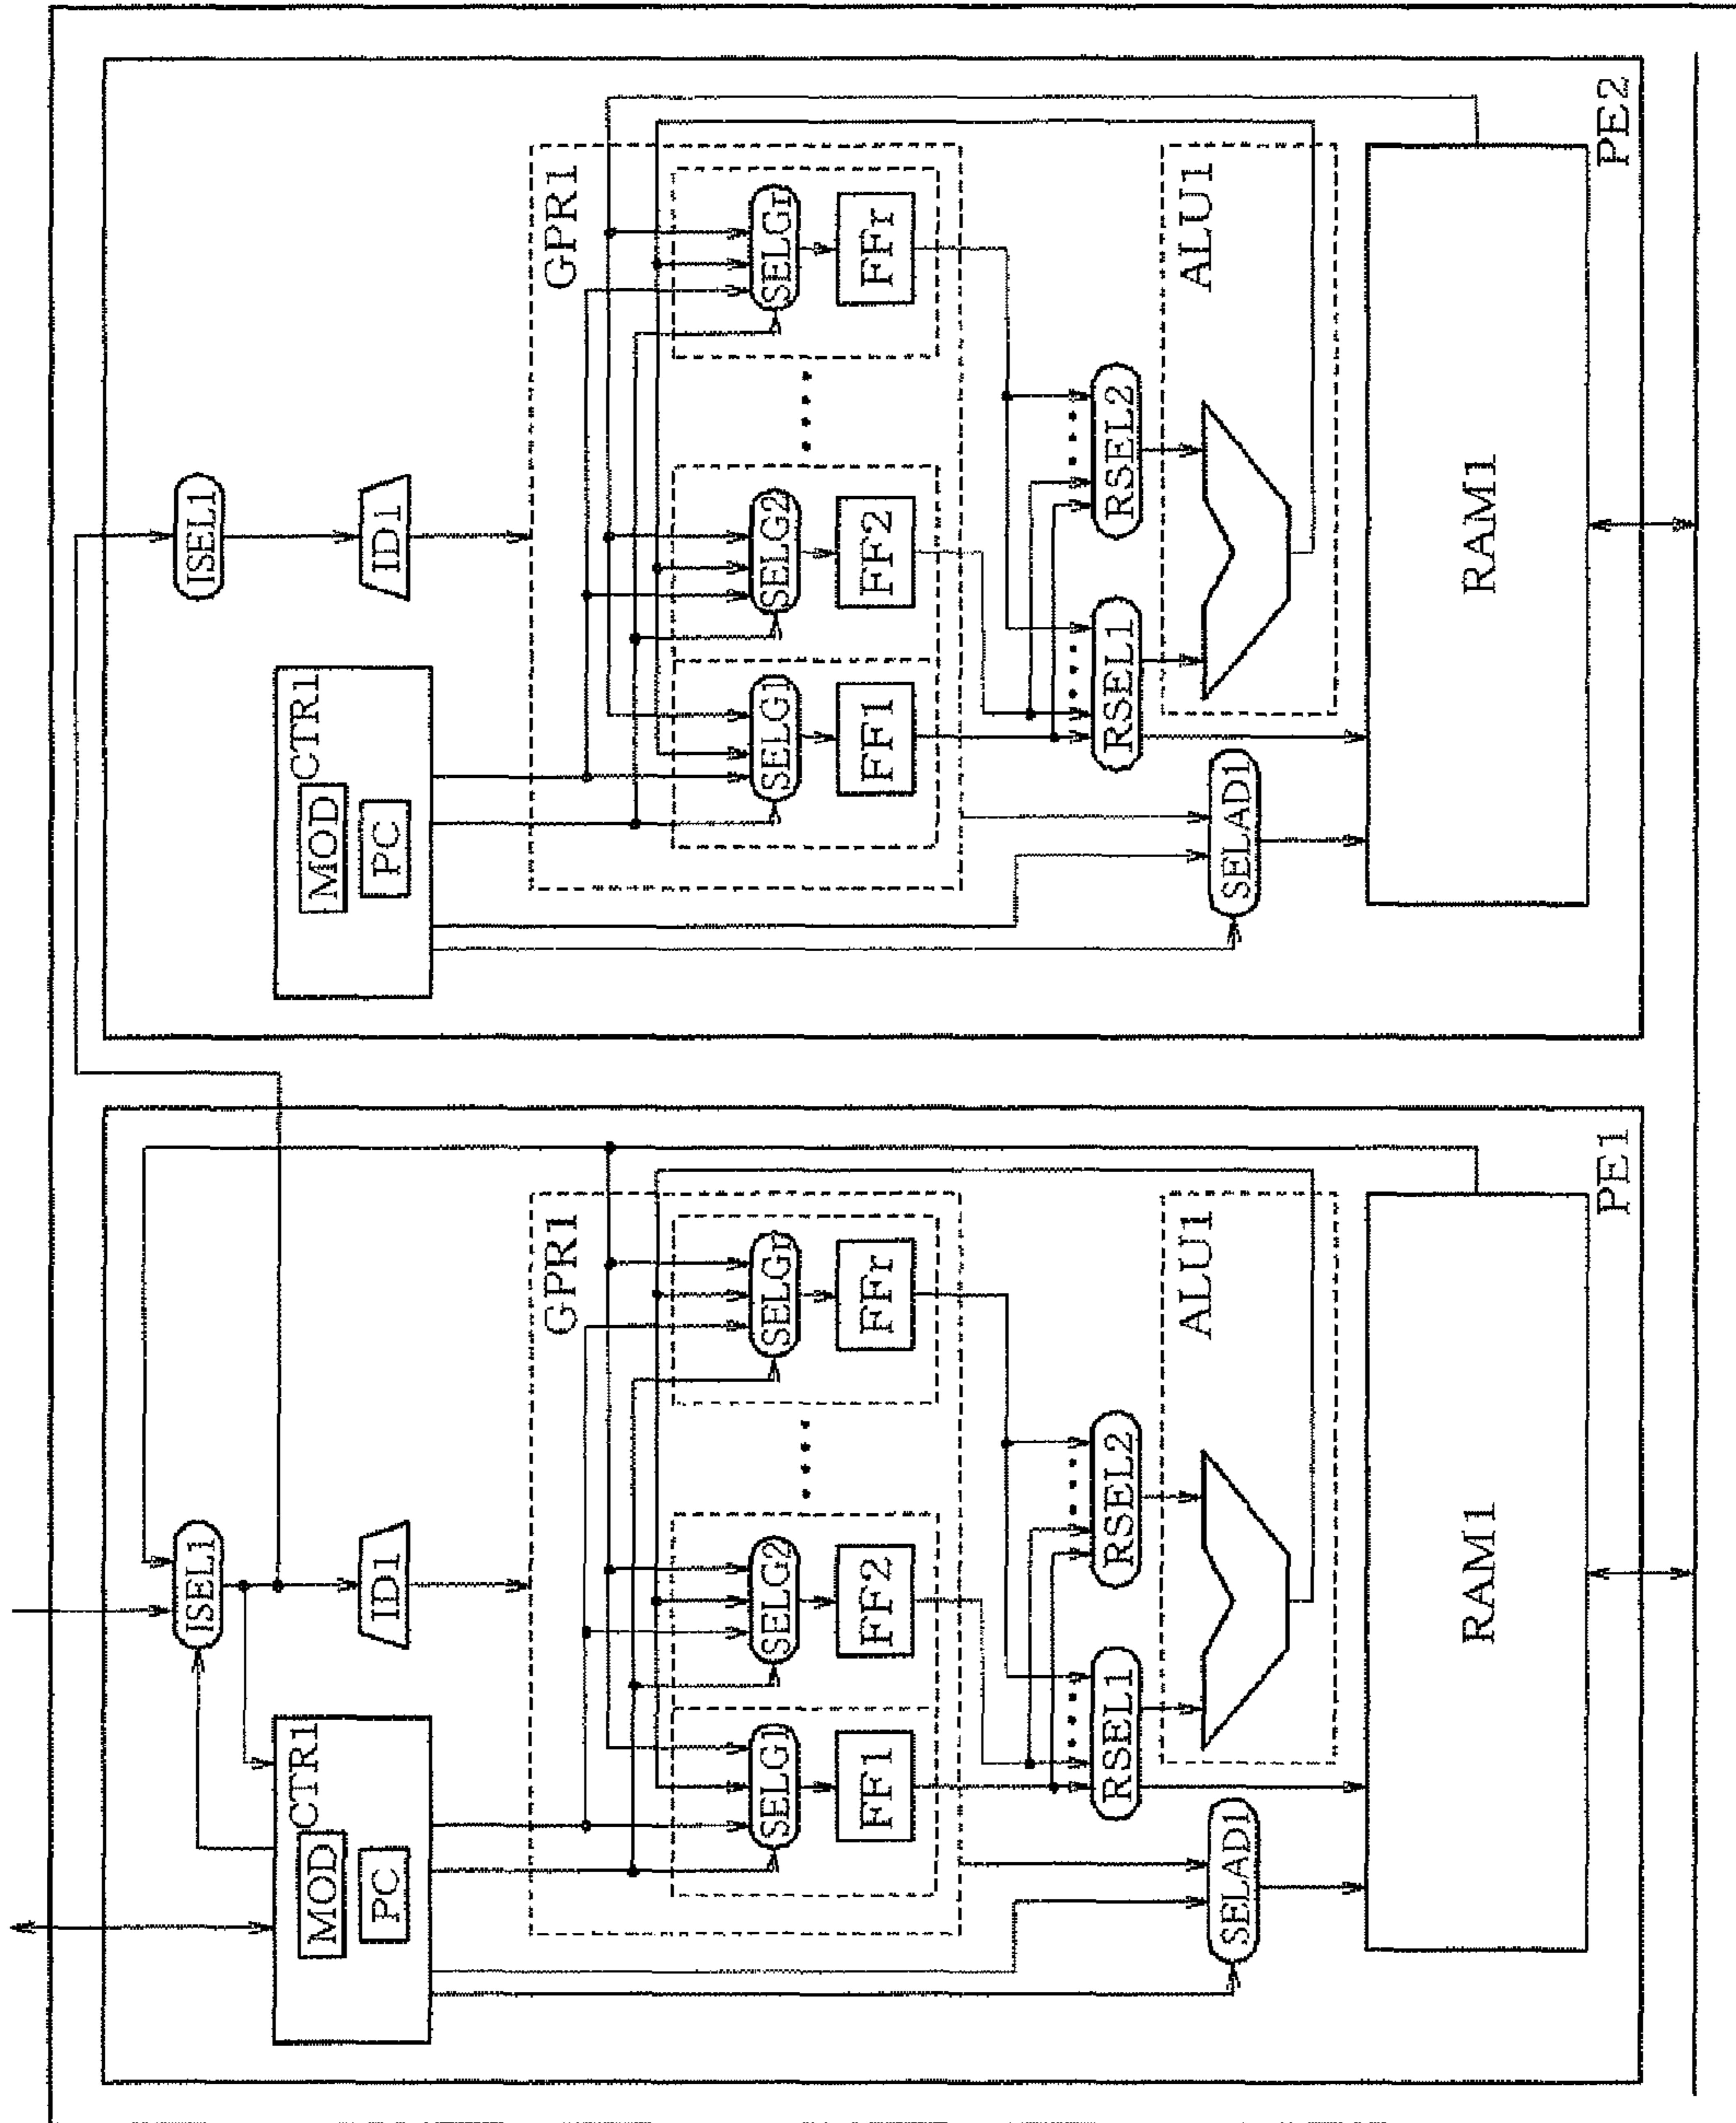 CTR1
MOD
PC
ISEL1
ID1
GPR1
SELG1
SELG2
SELGr
FF1
FF2
FFr
RSEL1
RSEL2
SELAD1
ALU1
RAM1
PE1
CTR1
MOD
PC
ISEL1
ID1
GPR1
SELG1
SELG2
SELGr
FF1
FF2
FFr
RSEL1
RSEL2
SELAD1
ALU1
RAM1
PE2